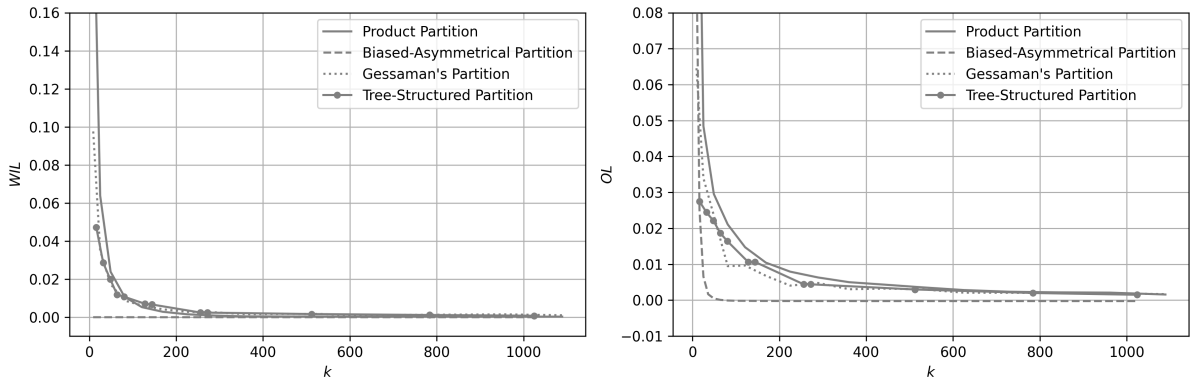 0.16
0.14
0.12
0.10
0.08
0.06
0.04
0.02
0.00
WIL
0 200 400 600 800 1000
k
Product Partition
Biased-Asymmetrical Partition
Gessaman's Partition
Tree-Structured Partition
0.08
0.07
0.06
0.05
0.04
0.03
0.02
0.01
0.00
−0.01
OL
0 200 400 600 800 1000
k
Product Partition
Biased-Asymmetrical Partition
Gessaman's Partition
Tree-Structured Partition